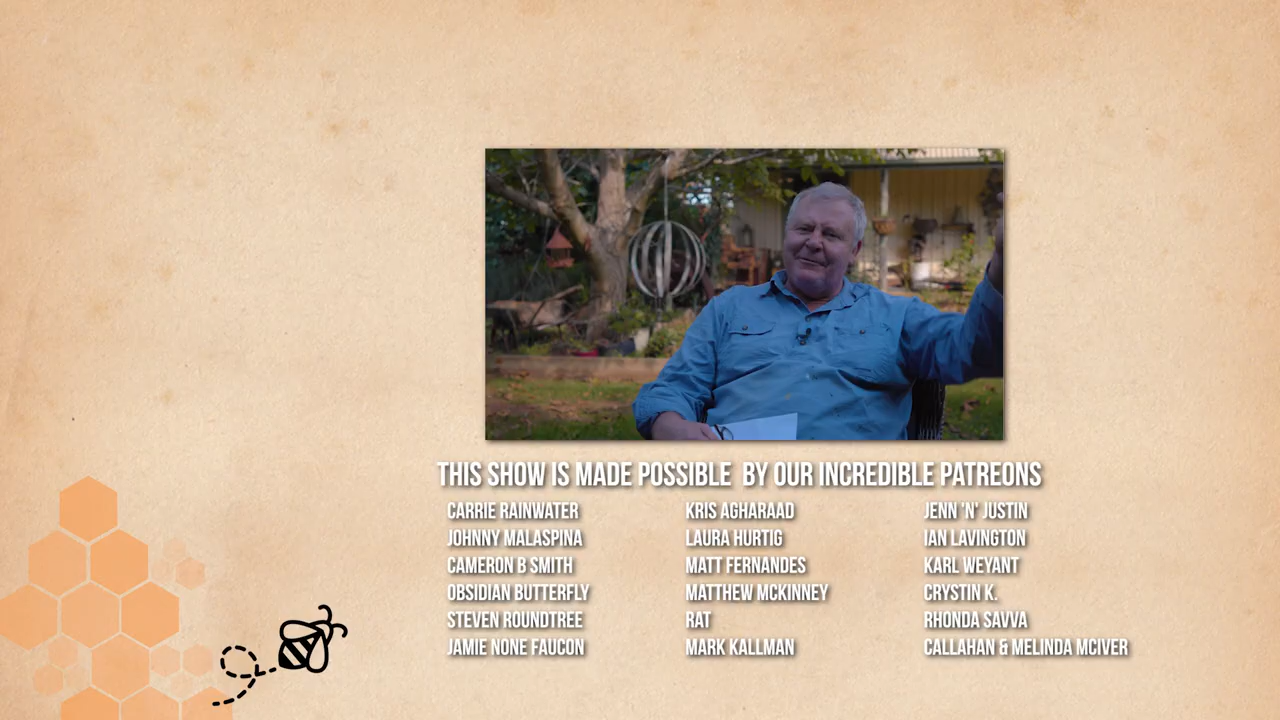 THIS SHOW IS MADE POSSIBLE BY OUR INCREDIBLE PATREONS
CARRIE RAINWATER
JOHNNY MALASPINA
CAMERON B SMITH
OBSIDIAN BUTTERFLY
STEVEN ROUNDTREE
JAMIE NONE FAUCON
KRIS AGHARAAD
LAURA HURTIG
MATT FERNANDES
MATTHEW MCKINNEY
RAT
MARK KALLMAN
JENN 'N' JUSTIN
IAN LAVINGTON
KARL WEYANT
CRYSTIN K.
RHONDA SAVVA
CALLAHAN & MELINDA MCIVER